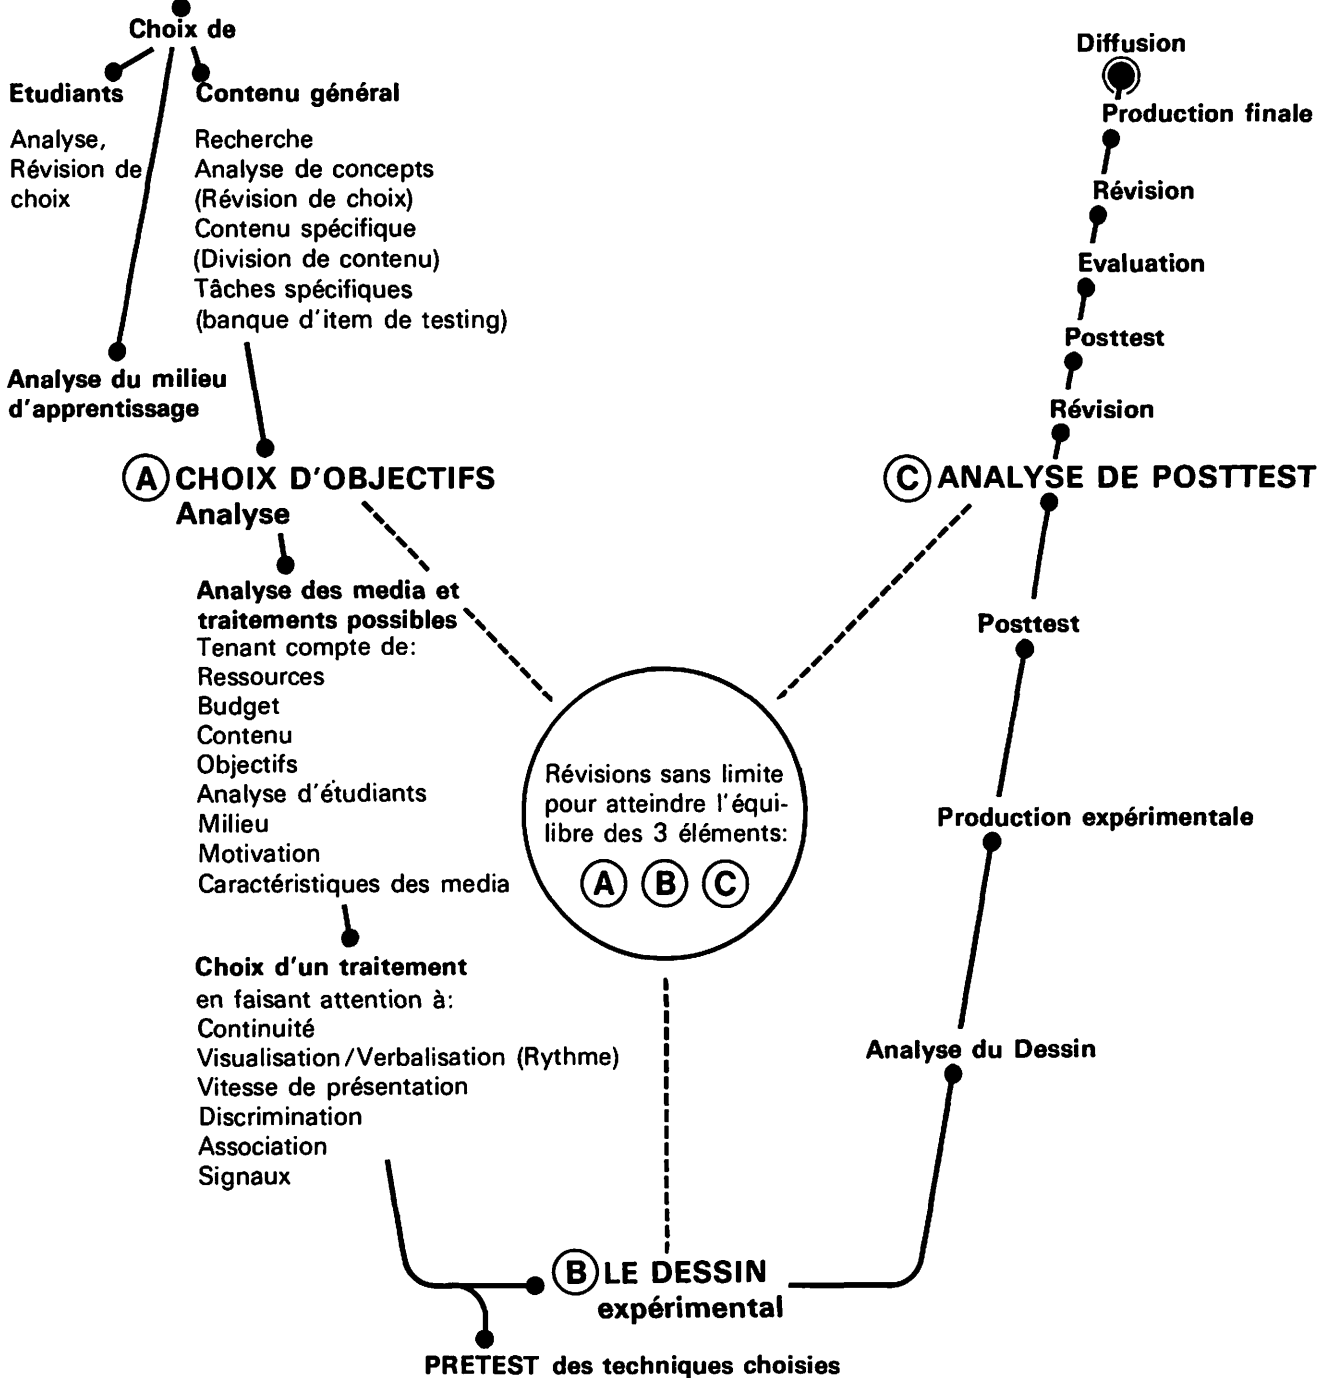 Choix de
Etudiants
Analyse,
Révision de
choix
Contenu général
Recherche
Analyse de concepts
(Révision de choix)
Contenu spécifique
(Division de contenu)
Tâches spécifiques
(banque d'item de testing)
Analyse du milieu
d'apprentissage
A CHOIX D'OBJECTIFS
Analyse
Analyse des media et
traitements possibles
Tenant compte de:
Ressources
Budget
Contenu
Objectifs
Analyse d'étudiants
Milieu
Motivation
Caractéristiques des media
Choix d'un traitement
en faisant attention à:
Continuité
Visualisation/Verbalisation (Rythme)
Vitesse de présentation
Discrimination
Association
Signaux
PRETEST des techniques choisies
B LE DESSIN
expérimental
Révisions sans limite
pour atteindre l'équi-
libre des 3 éléments:
A B C
Diffusion
Production finale
Révision
Evaluation
Posttest
Révision
C ANALYSE DE POSTTEST
Posttest
Production expérimentale
Analyse du Dessin